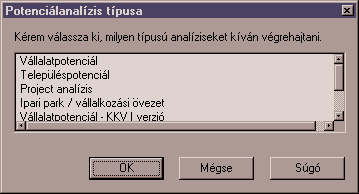 Potenciálanalízis típusa
Kérem válassza ki, milyen típusú analíziseket kíván végrehajtani.
Vállalatpotenciál
Településpotenciál
Project analízis
Ipari park / vállalkozási övezet
Vállalatpotenciál - KKV I verzió
OK
Mégse
Súgó